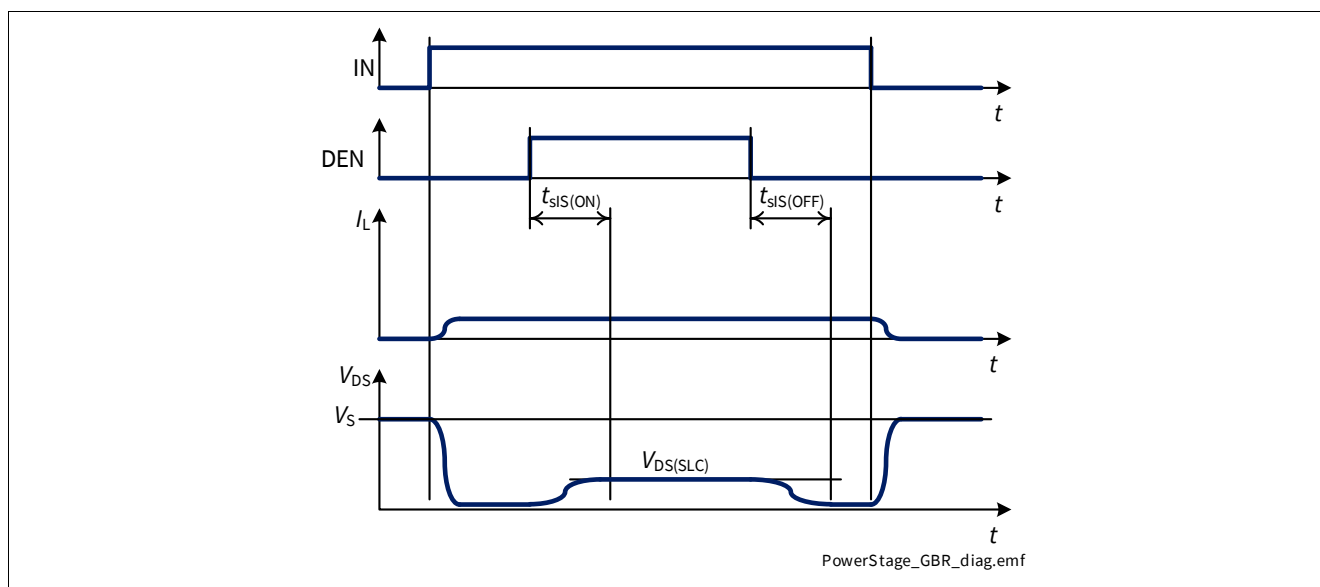 IN
t
DEN
t
tsIS(ON)
tsIS(OFF)
IL
t
VDS
VS
VDS(SLC)
t
PowerStage_GBR_diag.emf